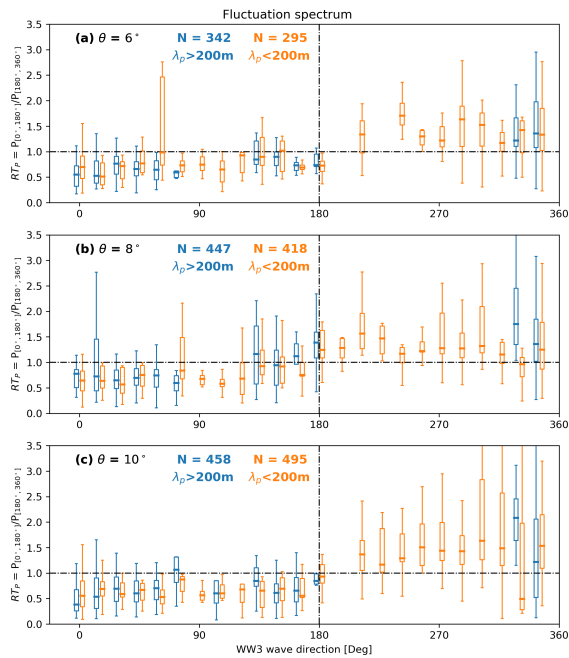 Fluctuation spectrum
(a) θ = 6°
N = 342
N = 295
λp>200m
λp<200m
RTP = P[0°, 180°]/P[180°, 360°]
3.5
3.0
2.5
2.0
1.5
1.0
0.5
0.0
0
90
180
270
360
(b) θ = 8°
N = 447
N = 418
λp>200m
λp<200m
RTP = P[0°, 180°]/P[180°, 360°]
3.5
3.0
2.5
2.0
1.5
1.0
0.5
0.0
0
90
180
270
360
(c) θ = 10°
N = 458
N = 495
λp>200m
λp<200m
RTP = P[0°, 180°]/P[180°, 360°]
3.5
3.0
2.5
2.0
1.5
1.0
0.5
0.0
0
90
180
270
360
WW3 wave direction [Deg]